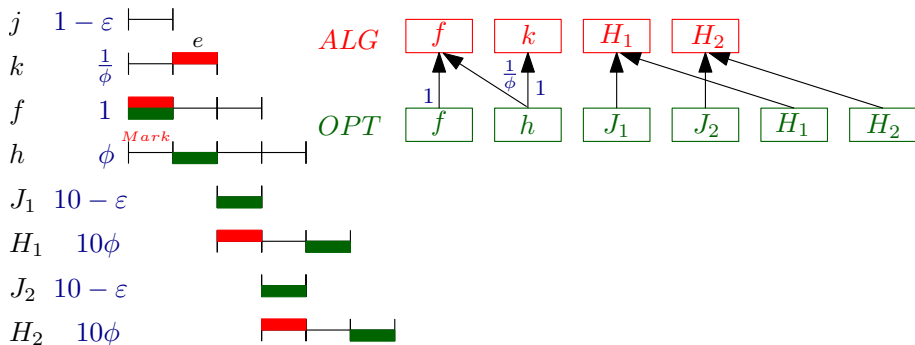 j 1 − ε
e
k 1/ϕ
f 1
Mark
h ϕ
J₁ 10 − ε
H₁ 10ϕ
J₂ 10 − ε
H₂ 10ϕ
ALG f k H₁ H₂
1 1/ϕ 1
OPT f h J₁ J₂ H₁ H₂